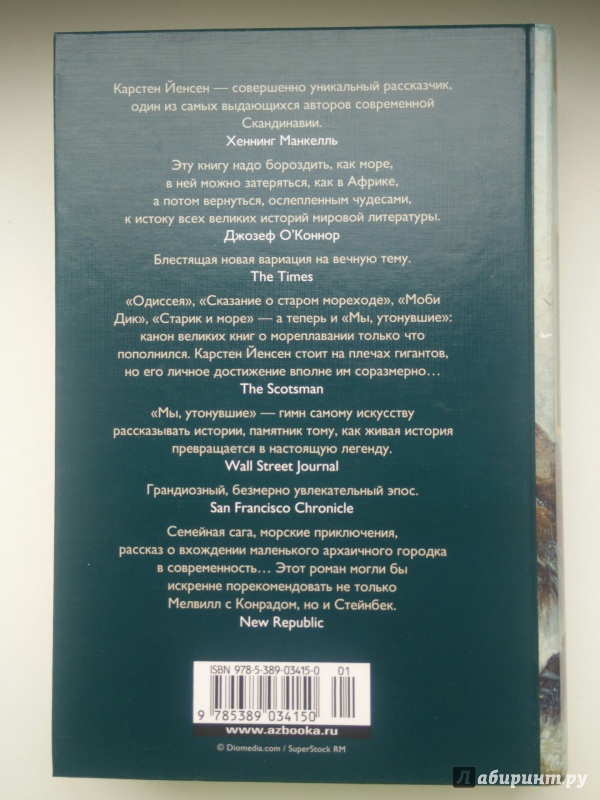 Карстен Йенсен — совершенно уникальный рассказчик,
один из самых выдающихся авторов современной
Скандинавии.
Хеннинг Манкелль
Эту книгу надо бороздить, как море,
в ней можно затеряться, как в Африке,
а потом вернуться, ослепленным чудесами,
к истоку всех великих историй мировой литературы.
Джозеф О'Коннор
Блестящая новая вариация на вечную тему.
The Times
«Одиссея», «Сказание о старом мореходе», «Моби
Дик», «Старик и море» — а теперь и «Мы, утонувшие»:
канон великих книг о мореплавании только что
пополнился. Карстен Йенсен стоит на плечах гигантов,
но его личное достижение вполне им соразмерно...
The Scotsman
«Мы, утонувшие» — гимн самому искусству
рассказывать истории, памятник тому, как живая история
превращается в настоящую легенду.
Wall Street Journal
Грандиозный, безмерно увлекательный эпос.
San Francisco Chronicle
Семейная сага, морские приключения,
рассказ о вхождении маленького архаичного городка
в современность... Этот роман могли бы
искренне порекомендовать не только
Мелвилл с Конрадом, но и Стейнбек.
New Republic
ISBN 978-5-389-03415-0 01
9 785389 034150
www.azbooka.ru
© Diomedia.com / SuperStock RM
Лабиринт.ру